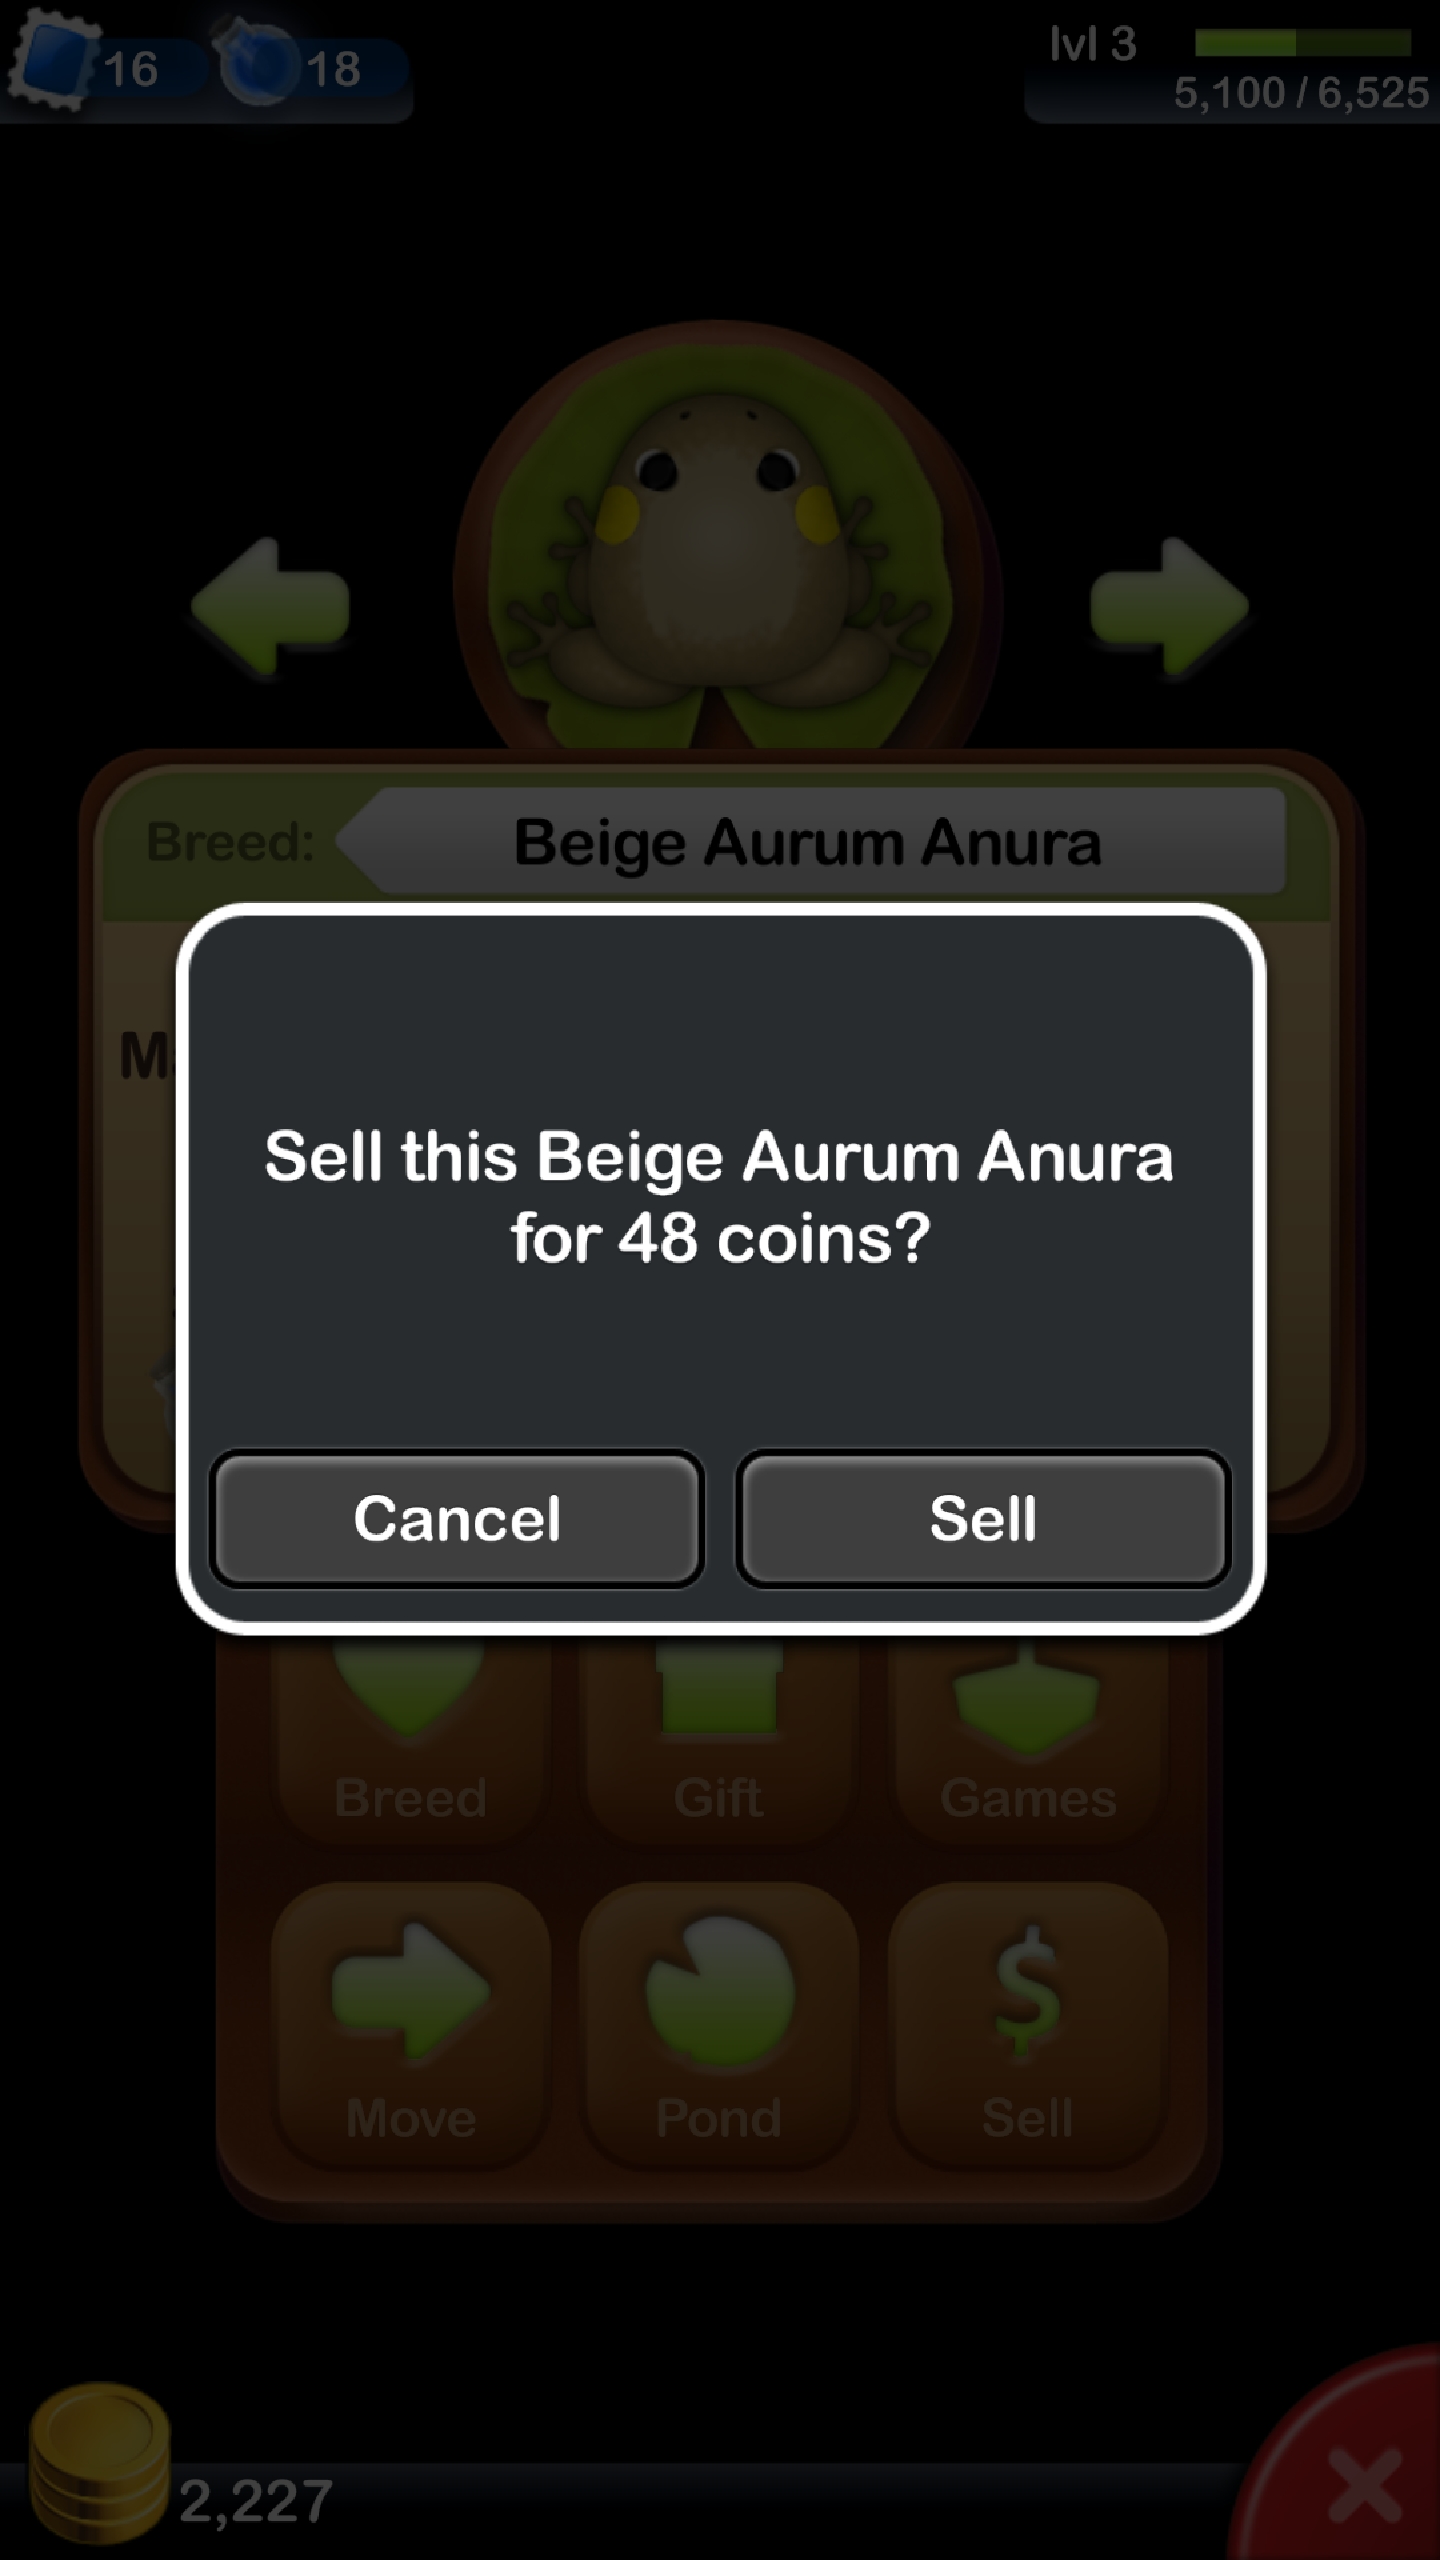 16
18
lvl 3
5,100 / 6,525
Breed:
Beige Aurum Anura
Sell this Beige Aurum Anura
for 48 coins?
Cancel
Sell
Breed
Gift
Games
Move
Pond
Sell
2,227